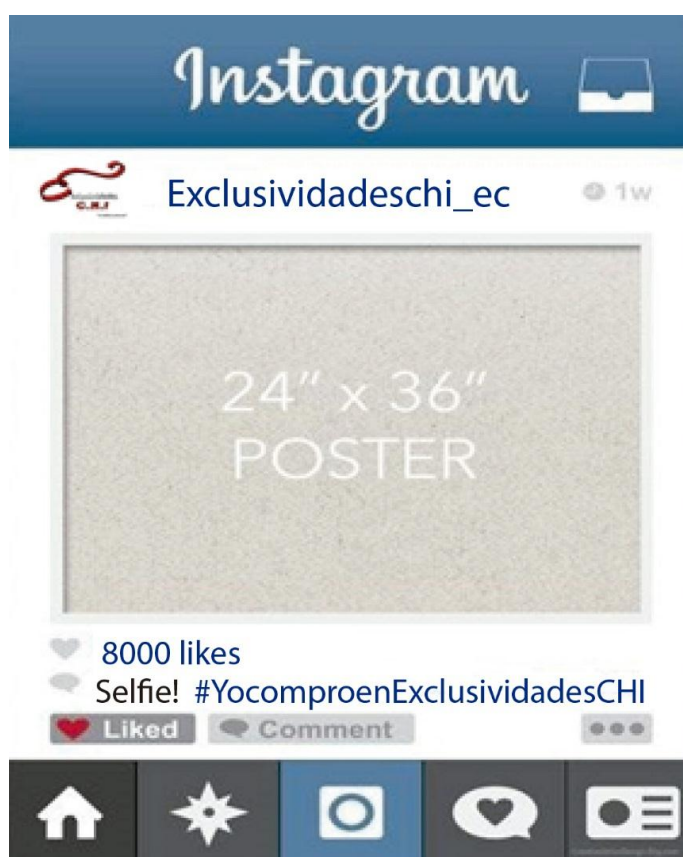 Instagram
C.H.I
Exclusividadeschi_ec
1w
24" x 36"
POSTER
8000 likes
Selfie! #YocomproenExclusividadesCHI
Liked Comment